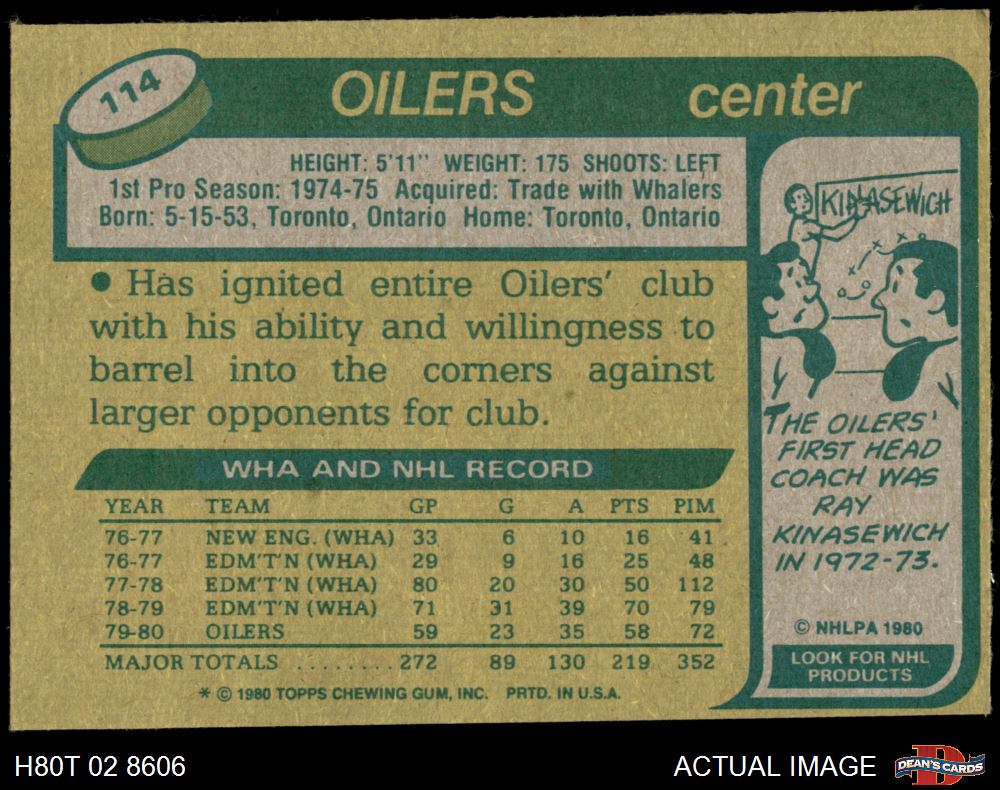 114
OILERS center
HEIGHT: 5'11" WEIGHT: 175 SHOOTS: LEFT
1st Pro Season: 1974-75 Acquired: Trade with Whalers
Born: 5-15-53, Toronto, Ontario Home: Toronto, Ontario
• Has ignited entire Oilers' club
with his ability and willingness to
barrel into the corners against
larger opponents for club.
WHA AND NHL RECORD
YEAR TEAM GP G A PTS PIM
76-77 NEW ENG. (WHA) 33 6 10 16 41
76-77 EDM'T'N (WHA) 29 9 16 25 48
77-78 EDM'T'N (WHA) 80 20 30 50 112
78-79 EDM'T'N (WHA) 71 31 39 70 79
79-80 OILERS 59 23 35 58 72
MAJOR TOTALS ........ 272 89 130 219 352
* © 1980 TOPPS CHEWING GUM, INC. PRTD. IN U.S.A.
KINASEWICH
THE OILERS'
FIRST HEAD
COACH WAS
RAY
KINASEWICH
IN 1972-73.
© NHLPA 1980
LOOK FOR NHL
PRODUCTS
H80T 02 8606
ACTUAL IMAGE
DEAN'S CARDS